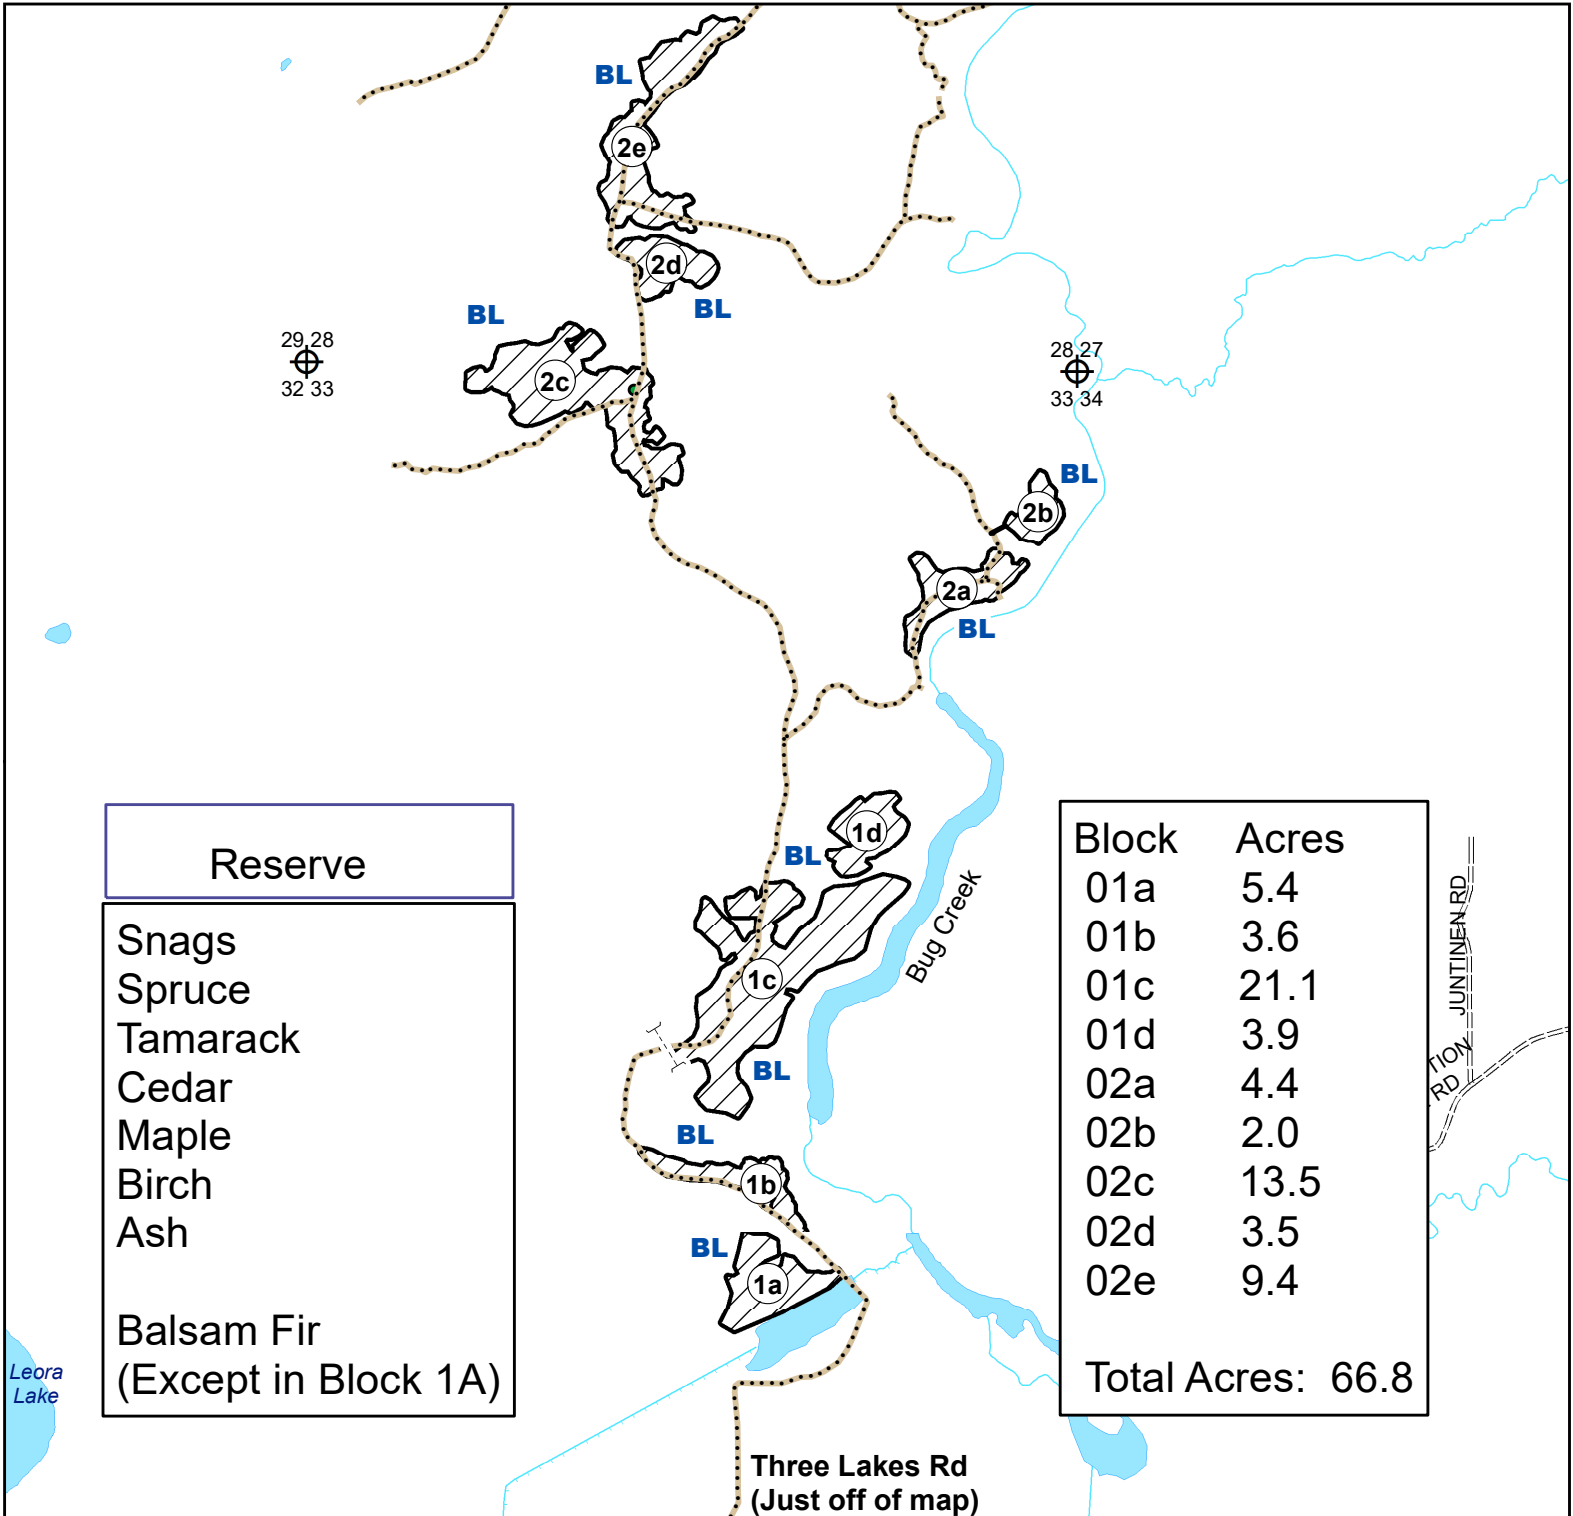 BL
2e
2d
BL
BL
29 28
32 33
2c
28 27
33 34
BL
2b
2a
BL
1d
BL
Bug Creek
1c
BL
BL
1b
BL
1a
Reserve
Snags
Spruce
Tamarack
Cedar
Maple
Birch
Ash
Balsam Fir
(Except in Block 1A)
Block Acres
01a 5.4
01b 3.6
01c 21.1
01d 3.9
02a 4.4
02b 2.0
02c 13.5
02d 3.5
02e 9.4
Total Acres: 66.8
JUNTINEN RD
TION
RD
Leora
Lake
Three Lakes Rd
(Just off of map)